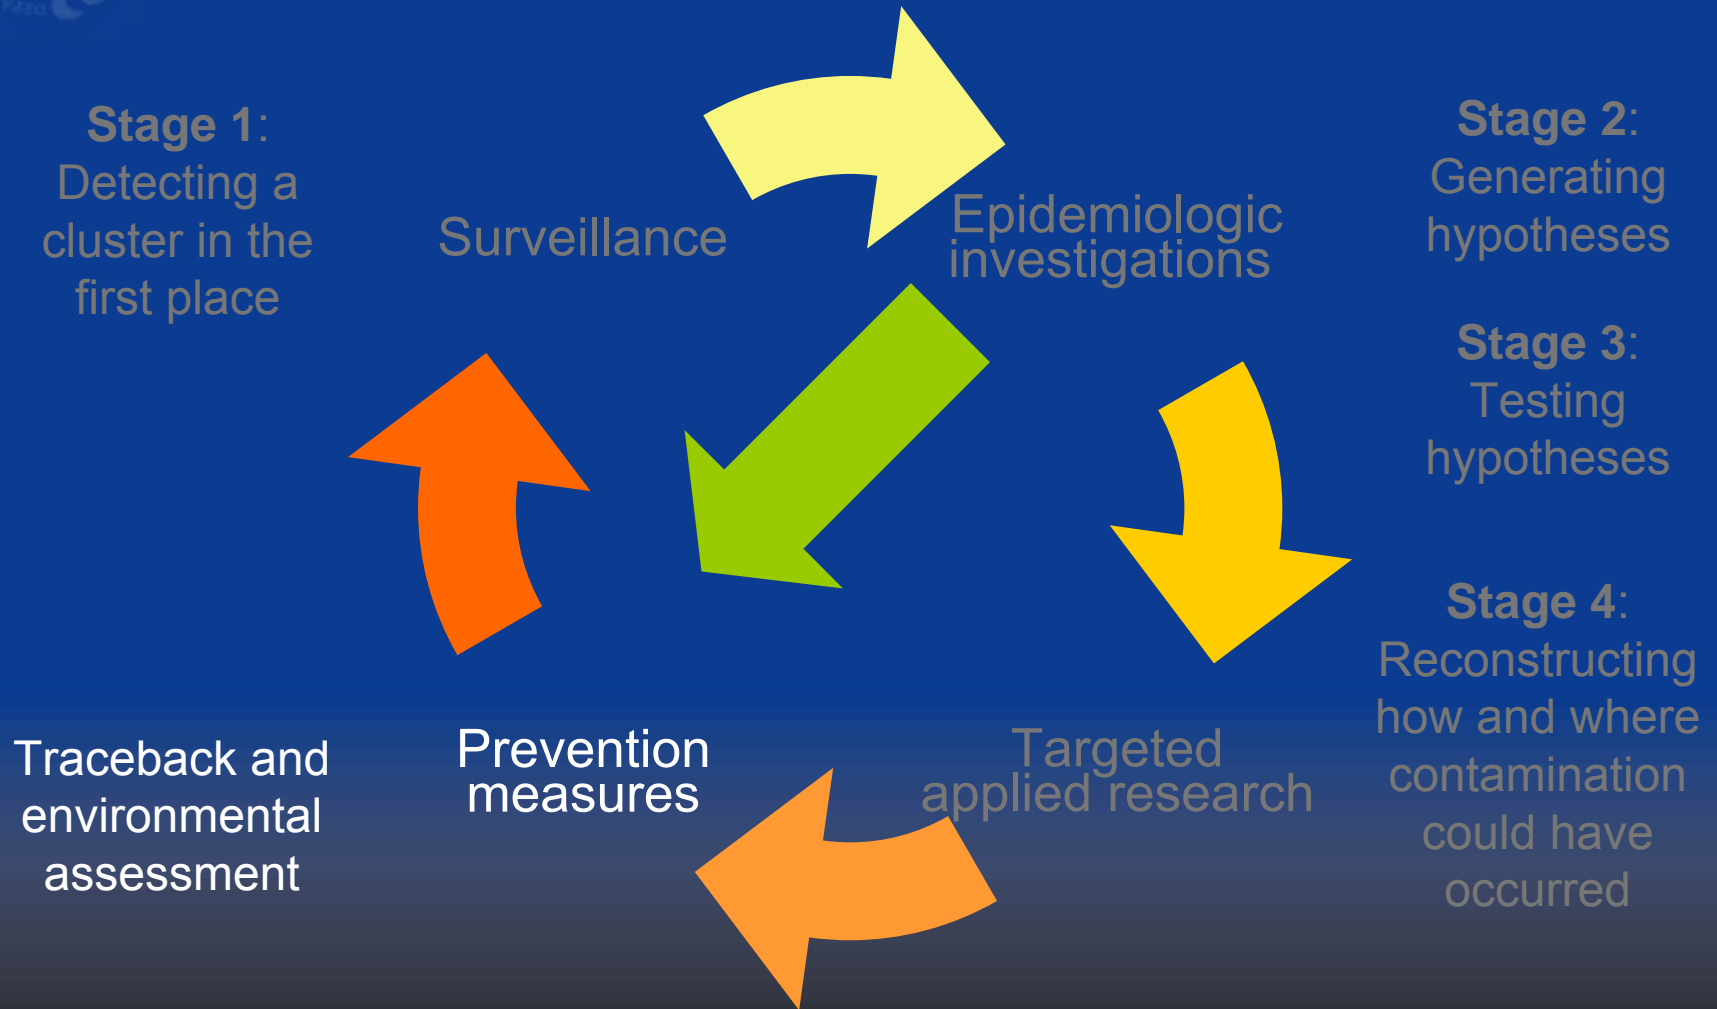 Stage 1:
Detecting a
cluster in the
first place
Surveillance
Epidemiologic
investigations
Stage 2:
Generating
hypotheses
Stage 3:
Testing
hypotheses
Stage 4:
Reconstructing
how and where
contamination
could have
occurred
Traceback and
environmental
assessment
Prevention
measures
Targeted
applied research